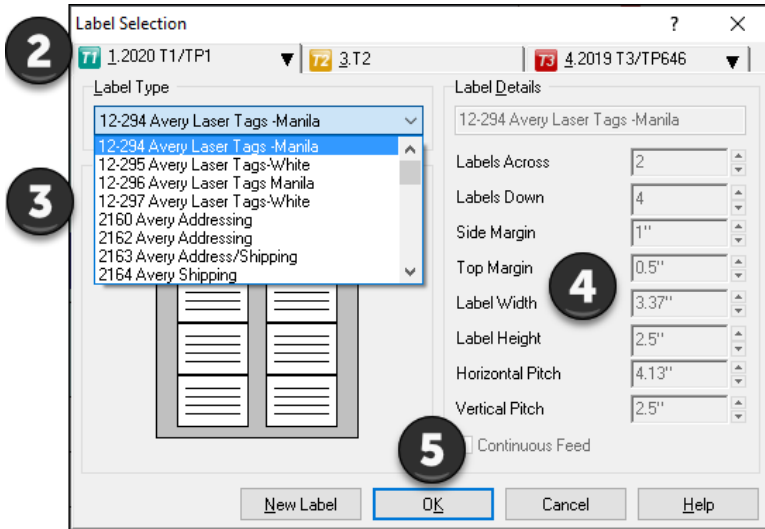 Label Selection
2
T1 1.2020 T1/TP1
T2 3.T2
T3 4.2019 T3/TP646
Label Type
12-294 Avery Laser Tags -Manila
12-294 Avery Laser Tags -Manila
12-295 Avery Laser Tags-White
12-296 Avery Laser Tags Manila
12-297 Avery Laser Tags-White
2160 Avery Addressing
2162 Avery Addressing
2163 Avery Address/Shipping
2164 Avery Shipping
3
Label Details
12-294 Avery Laser Tags -Manila
Labels Across 2
Labels Down 4
Side Margin 1"
Top Margin 0.5"
Label Width 3.37"
Label Height 2.5"
Horizontal Pitch 4.13"
Vertical Pitch 2.5"
4
Continuous Feed
5
New Label
OK
Cancel
Help